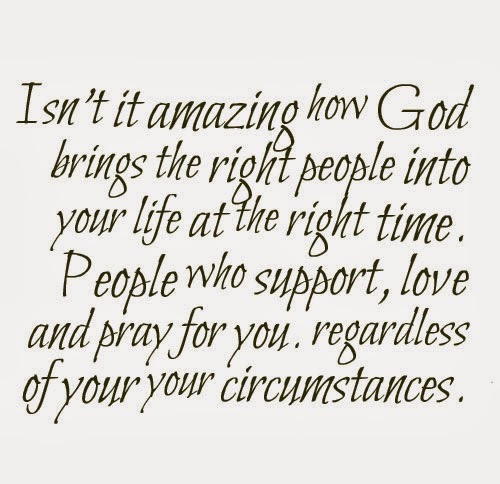 Isn't it amazing how God
brings the right people into
your life at the right time.
People who support, love
and pray for you. regardless
of your your circumstances.